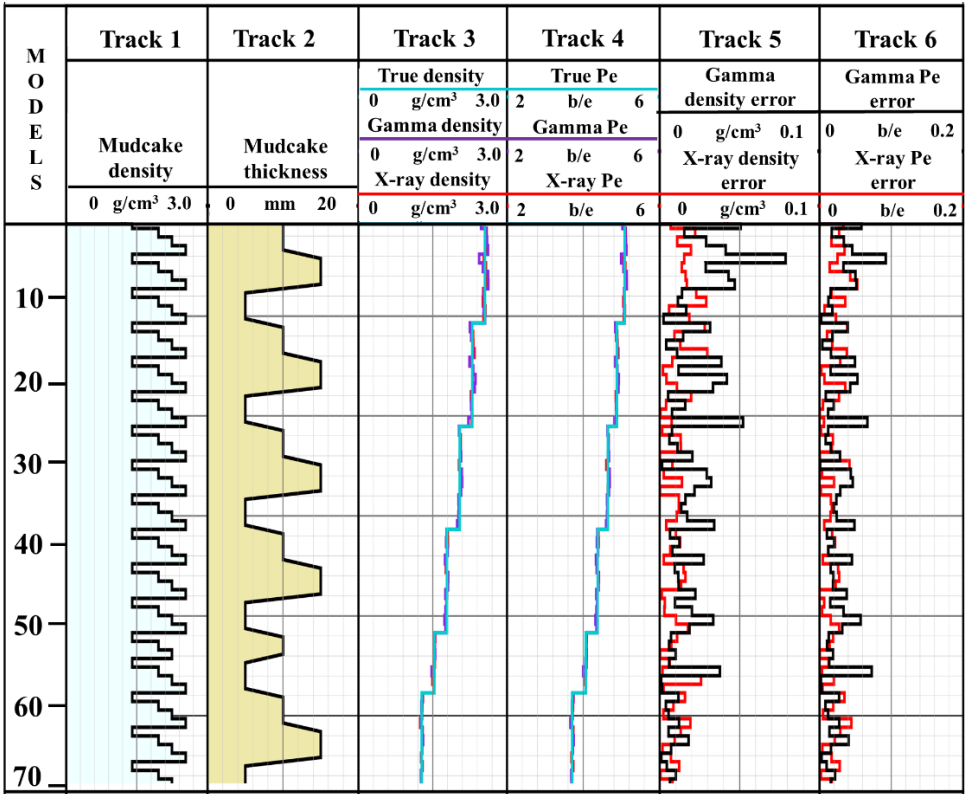 MODELS
Track 1
Track 2
Track 3
Track 4
Track 5
Track 6
Mudcake
density
0 g/cm³ 3.0
Mudcake
thickness
0 mm 20
True density
0 g/cm³ 3.0
Gamma density
0 g/cm³ 3.0
X-ray density
0 g/cm³ 3.0
True Pe
2 b/e 6
Gamma Pe
2 b/e 6
X-ray Pe
2 b/e 6
Gamma
density error
0 g/cm³ 0.1
X-ray density
error
0 g/cm³ 0.1
Gamma Pe
error
0 b/e 0.2
X-ray Pe
error
0 b/e 0.2
10
20
30
40
50
60
70